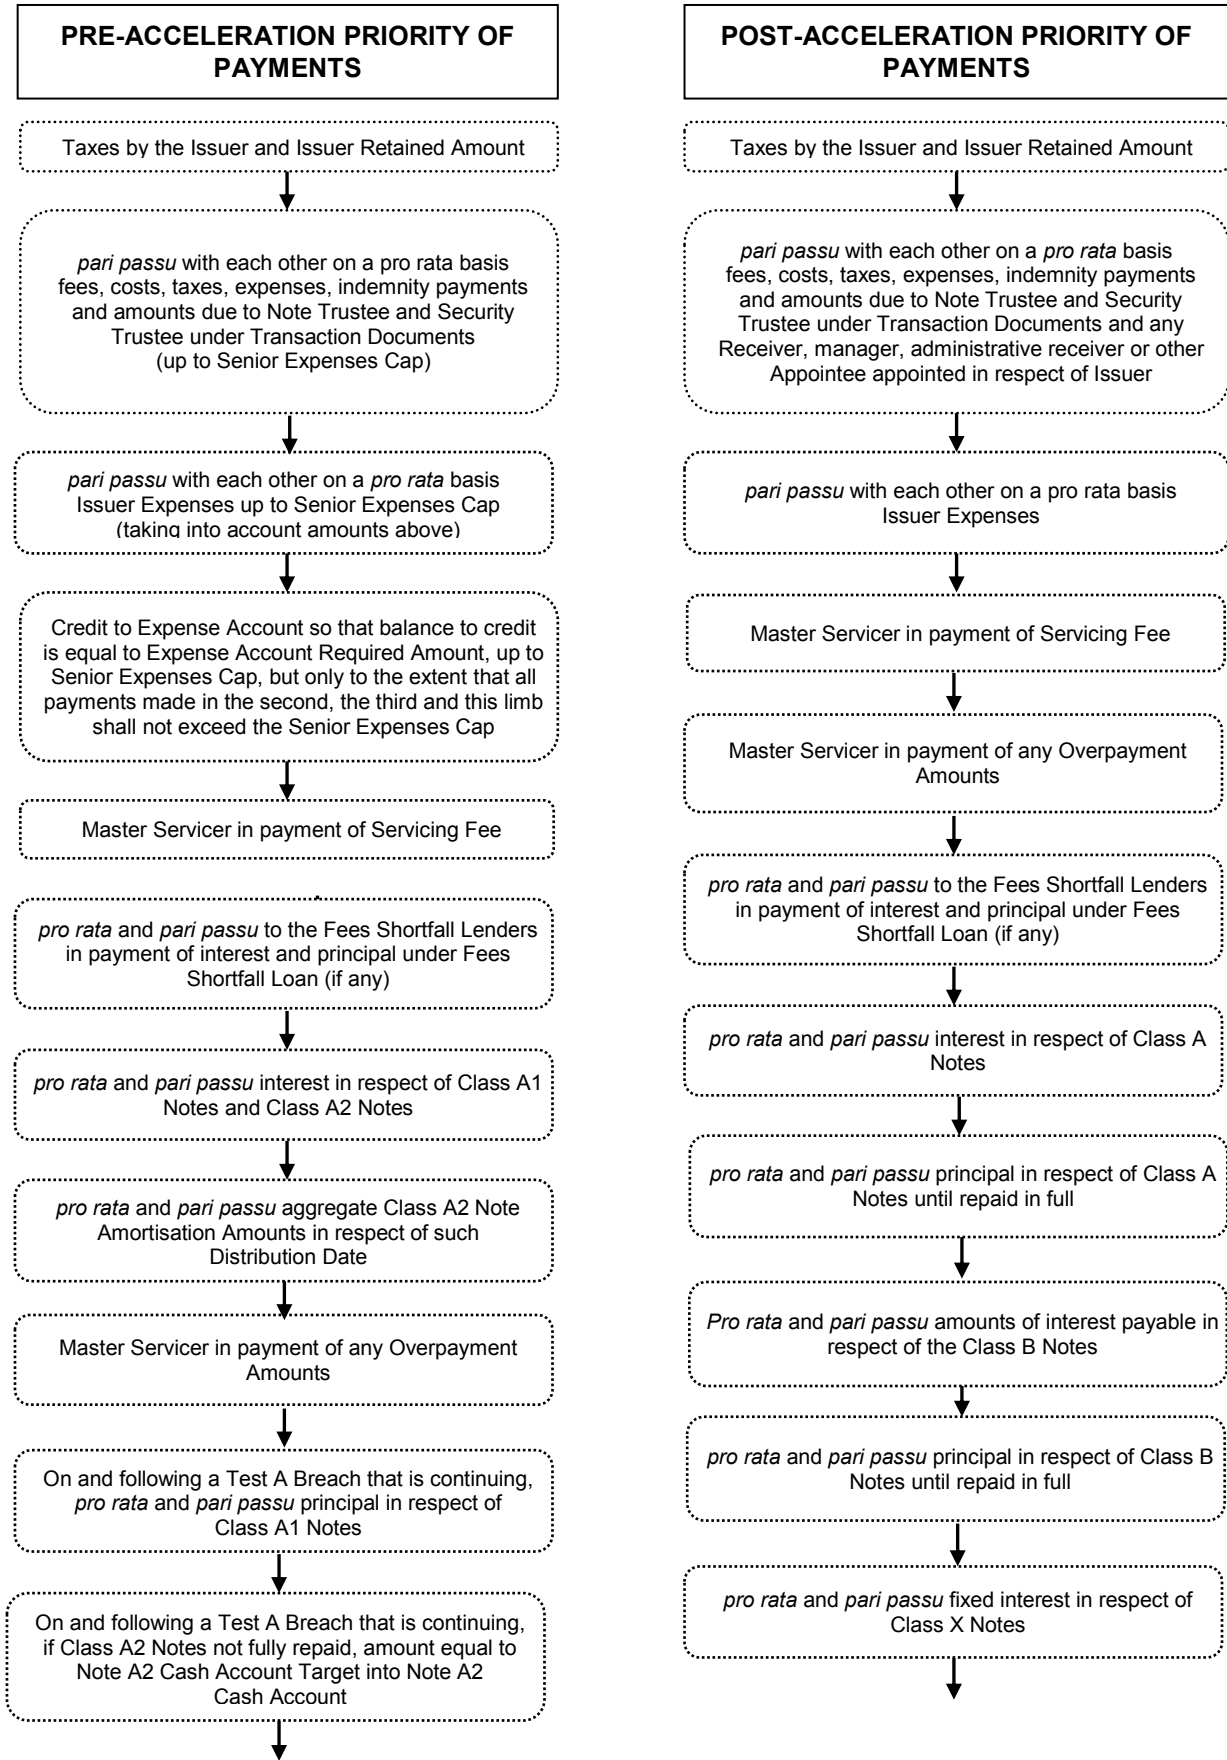 PRE-ACCELERATION PRIORITY OF
PAYMENTS
Taxes by the Issuer and Issuer Retained Amount
pari passu with each other on a pro rata basis
fees, costs, taxes, expenses, indemnity payments
and amounts due to Note Trustee and Security
Trustee under Transaction Documents
(up to Senior Expenses Cap)
pari passu with each other on a pro rata basis
Issuer Expenses up to Senior Expenses Cap
(taking into account amounts above)
Credit to Expense Account so that balance to credit
is equal to Expense Account Required Amount, up to
Senior Expenses Cap, but only to the extent that all
payments made in the second, the third and this limb
shall not exceed the Senior Expenses Cap
Master Servicer in payment of Servicing Fee
pro rata and pari passu to the Fees Shortfall Lenders
in payment of interest and principal under Fees
Shortfall Loan (if any)
pro rata and pari passu interest in respect of Class A1
Notes and Class A2 Notes
pro rata and pari passu aggregate Class A2 Note
Amortisation Amounts in respect of such
Distribution Date
Master Servicer in payment of any Overpayment
Amounts
On and following a Test A Breach that is continuing,
pro rata and pari passu principal in respect of
Class A1 Notes
On and following a Test A Breach that is continuing,
if Class A2 Notes not fully repaid, amount equal to
Note A2 Cash Account Target into Note A2
Cash Account
POST-ACCELERATION PRIORITY OF
PAYMENTS
Taxes by the Issuer and Issuer Retained Amount
pari passu with each other on a pro rata basis
fees, costs, taxes, expenses, indemnity payments
and amounts due to Note Trustee and Security
Trustee under Transaction Documents and any
Receiver, manager, administrative receiver or other
Appointee appointed in respect of Issuer
pari passu with each other on a pro rata basis
Issuer Expenses
Master Servicer in payment of Servicing Fee
Master Servicer in payment of any Overpayment
Amounts
pro rata and pari passu to the Fees Shortfall Lenders
in payment of interest and principal under Fees
Shortfall Loan (if any)
pro rata and pari passu interest in respect of Class A
Notes
pro rata and pari passu principal in respect of Class A
Notes until repaid in full
Pro rata and pari passu amounts of interest payable in
respect of the Class B Notes
pro rata and pari passu principal in respect of Class B
Notes until repaid in full
pro rata and pari passu fixed interest in respect of
Class X Notes